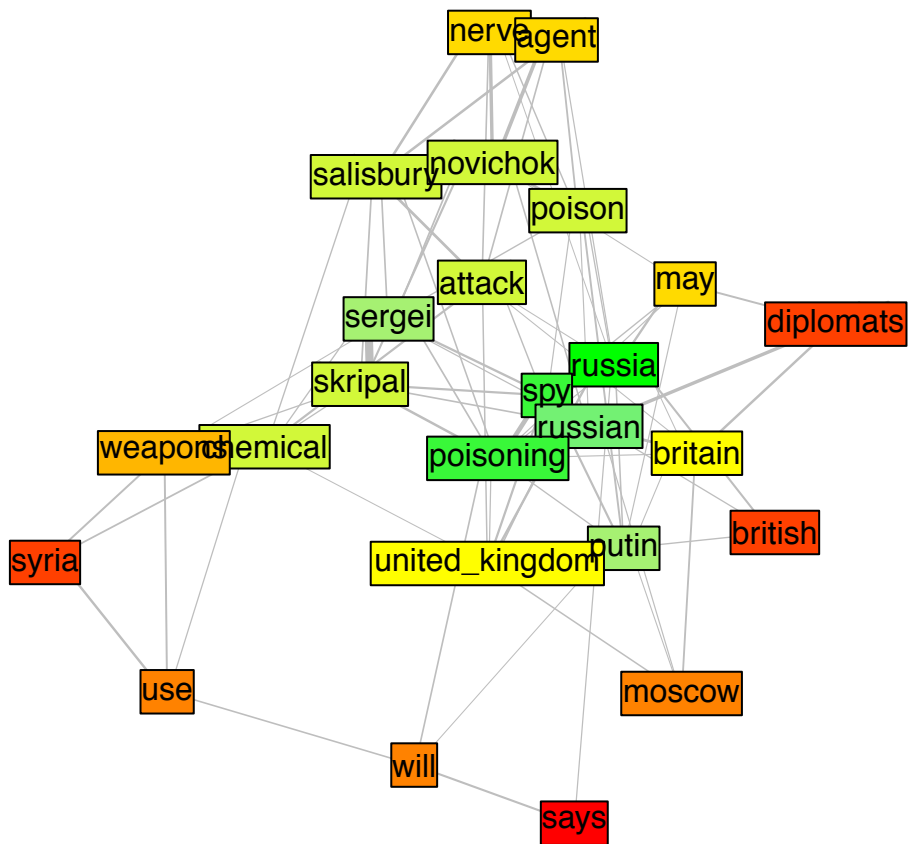 nerve
agent
novichok
salisbury
poison
attack
may
sergei
diplomats
russia
skripal
spy
russian
weapons
chemical
poisoning
britain
british
putin
syria
united_kingdom
use
moscow
will
says